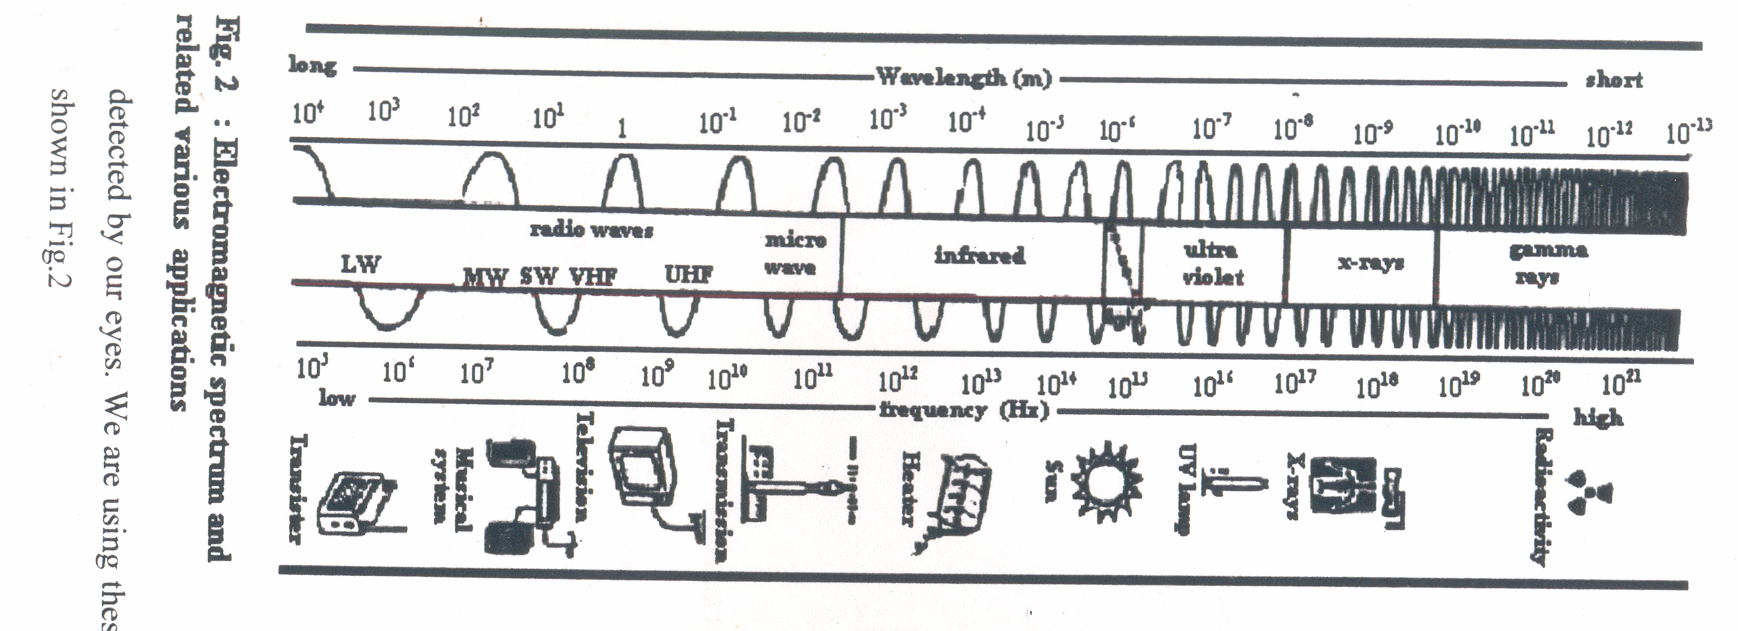 long Wavelength (m) short
10⁴ 10³ 10² 10¹ 1 10⁻¹ 10⁻² 10⁻³ 10⁻⁴ 10⁻⁵ 10⁻⁶ 10⁻⁷ 10⁻⁸ 10⁻⁹ 10⁻¹⁰ 10⁻¹¹ 10⁻¹² 10⁻¹³
radio waves
micro
wave
infrared
ultra
violet
x-rays
gamma
rays
LW MW SW VHF UHF
10⁵ 10⁶ 10⁷ 10⁸ 10⁹ 10¹⁰ 10¹¹ 10¹² 10¹³ 10¹⁴ 10¹⁵ 10¹⁶ 10¹⁷ 10¹⁸ 10¹⁹ 10²⁰ 10²¹
low frequency (Hz) high
Transister
Musical
system
Television
Transmission
Heater
Sun
UV lamp
X-rays
Radioactivity
Fig. 2 : Electromagnetic spectrum and
related various applications
detected by our eyes. We are using thes
shown in Fig.2